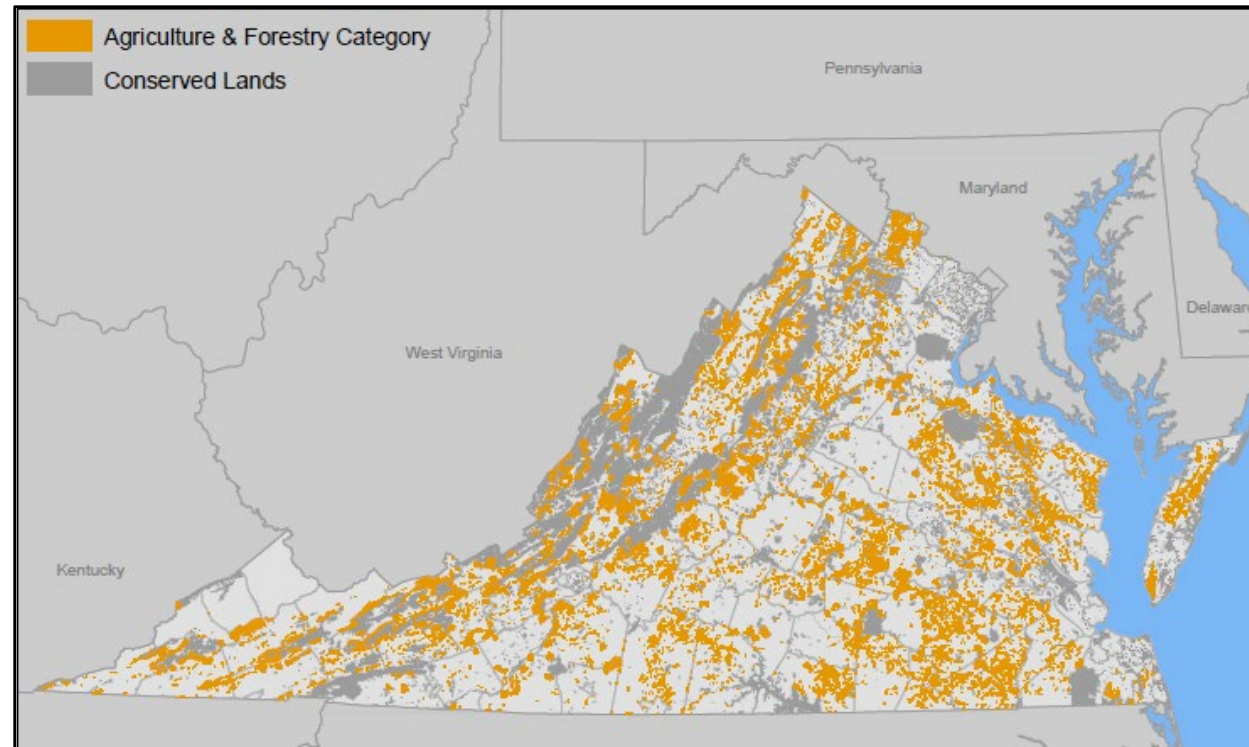 Agriculture & Forestry Category
Conserved Lands
Pennsylvania
Maryland
Delaware
West Virginia
Kentucky